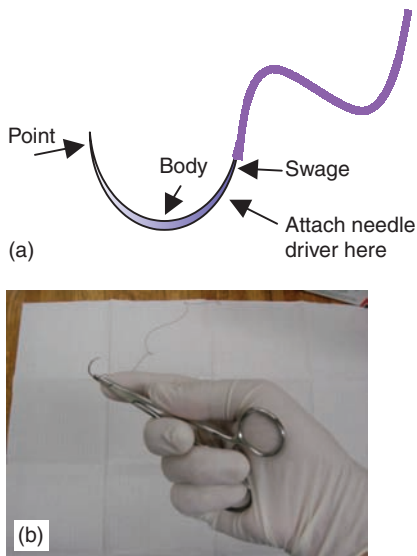 Point
Body
Swage
Attach needle
driver here
(a)
(b)